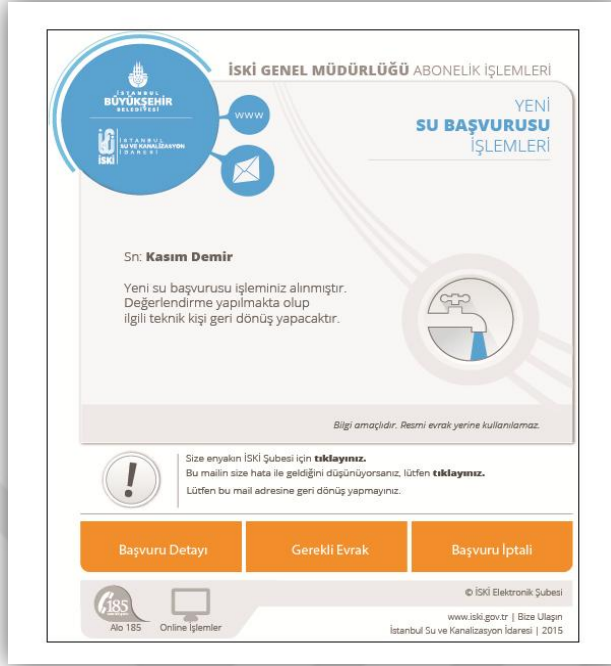 İSKİ GENEL MÜDÜRLÜĞÜ ABONELİK İŞLEMLERİ
İSTANBUL
BÜYÜKŞEHİR
BELEDİYESİ
İSKİ
İSTANBUL
SU VE KANALİZASYON
İDARESİ
www
YENİ
SU BAŞVURUSU
İŞLEMLERİ
Sn: Kasım Demir
Yeni su başvurusu işleminiz alınmıştır.
Değerlendirme yapılmakta olup
ilgili teknik kişi geri dönüş yapacaktır.
Bilgi amaçlıdır. Resmi evrak yerine kullanılamaz.
Size enyakın İSKİ Şubesi için tıklayınız.
Bu mailin size hata ile geldiğini düşünüyorsanız, lütfen tıklayınız.
Lütfen bu mail adresine geri dönüş yapmayınız.
Başvuru Detayı
Gerekli Evrak
Başvuru İptali
© İSKİ Elektronik Şubesi
185
Alo 185
Online İşlemler
www.iski.gov.tr | Bize Ulaşın
İstanbul Su ve Kanalizasyon İdaresi | 2015